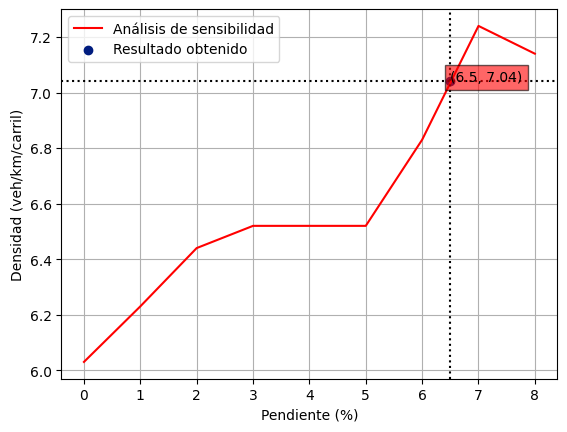 Análisis de sensibilidad
Resultado obtenido
(6.5, 7.04)
Densidad (veh/km/carril)
7.2
7.0
6.8
6.6
6.4
6.2
6.0
0 1 2 3 4 5 6 7 8
Pendiente (%)